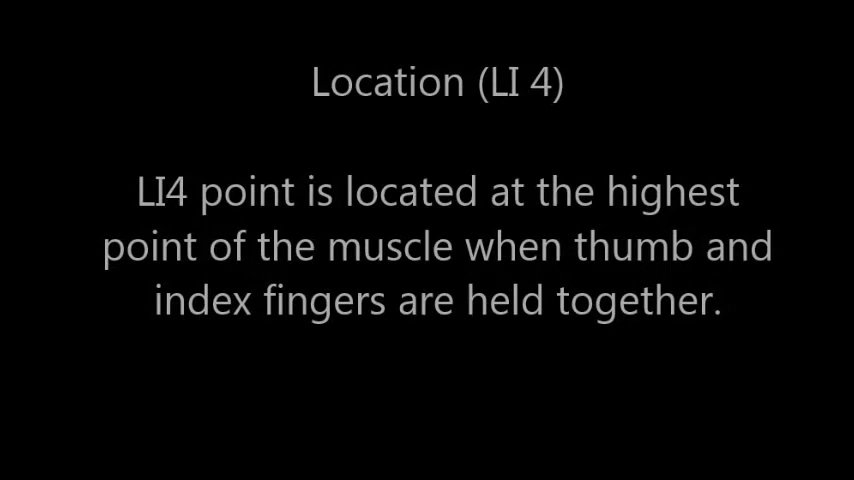 Location (LI 4)
LI4 point is located at the highest
point of the muscle when thumb and
index fingers are held together.